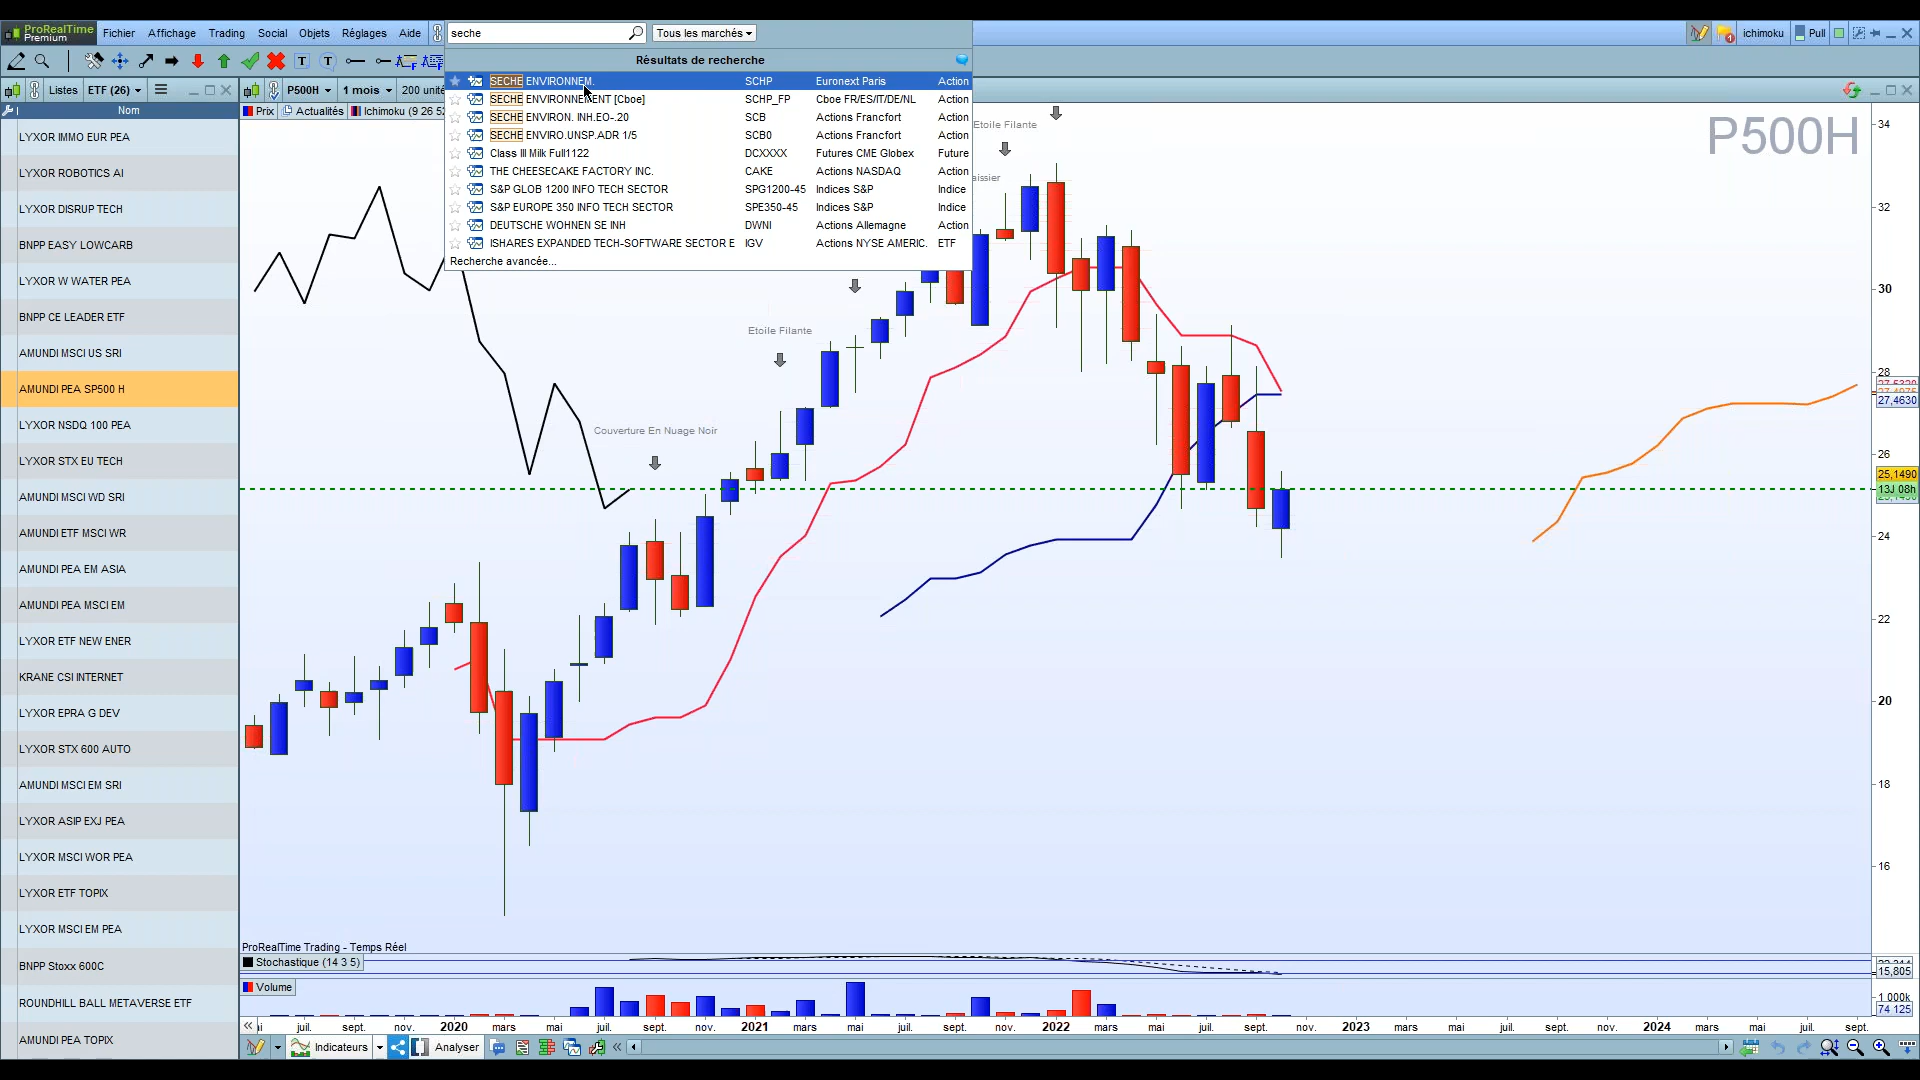 ProRealTime
Premium
Fichier
Affichage
Trading
Social
Objets
Réglages
Aide
seche
Tous les marchés
ichimoku
Pull
Résultats de recherche
SECHE ENVIRONNEM. SCHP Euronext Paris Action
SECHE ENVIRONNEMENT [Cboe] SCHP_FP Cboe FR/ES/IT/DE/NL Action
SECHE ENVIRON. INH.EO-.20 SCB Actions Francfort Action
SECHE ENVIRO.UNSP.ADR 1/5 SCB0 Actions Francfort Action
Class III Milk Full1122 DCXXXX Futures CME Globex Future
THE CHEESECAKE FACTORY INC. CAKE Actions NASDAQ Action
S&P GLOB 1200 INFO TECH SECTOR SPG1200-45 Indices S&P Indice
S&P EUROPE 350 INFO TECH SECTOR SPE350-45 Indices S&P Indice
DEUTSCHE WOHNEN SE INH DWNI Actions Allemagne Action
ISHARES EXPANDED TECH-SOFTWARE SECTOR E IGV Actions NYSE AMERIC. ETF
Recherche avancée...
Listes
ETF (26)
P500H
1 mois
200 unité
Nom
Prix
Actualités
Ichimoku (9 26 52
LYXOR IMMO EUR PEA
LYXOR ROBOTICS AI
LYXOR DISRUP TECH
BNPP EASY LOWCARB
LYXOR W WATER PEA
BNPP CE LEADER ETF
AMUNDI MSCI US SRI
AMUNDI PEA SP500 H
LYXOR NSDQ 100 PEA
LYXOR STX EU TECH
AMUNDI MSCI WD SRI
AMUNDI ETF MSCI WR
AMUNDI PEA EM ASIA
AMUNDI PEA MSCI EM
LYXOR ETF NEW ENER
KRANE CSI INTERNET
LYXOR EPRA G DEV
LYXOR STX 600 AUTO
AMUNDI MSCI EM SRI
LYXOR ASIP EXJ PEA
LYXOR MSCI WOR PEA
LYXOR ETF TOPIX
LYXOR MSCI EM PEA
BNPP Stoxx 600C
ROUNDHILL BALL METAVERSE ETF
AMUNDI PEA TOPIX
P500H
Etoile Filante
aissier
Etoile Filante
Couverture En Nuage Noir
34
32
30
28
27,4630
26
25,1490
13J 08h
24
22
20
18
16
ProRealTime Trading - Temps Réel
Stochastique (14 3 5)
15,805
Volume
1 000k
74 125
juil. sept. nov. 2020 mars mai juil. sept. nov. 2021 mars mai juil. sept. nov. 2022 mars mai juil. sept. nov. 2023 mars mai juil. sept. nov. 2024 mars mai juil. sept.
Indicateurs
Analyser